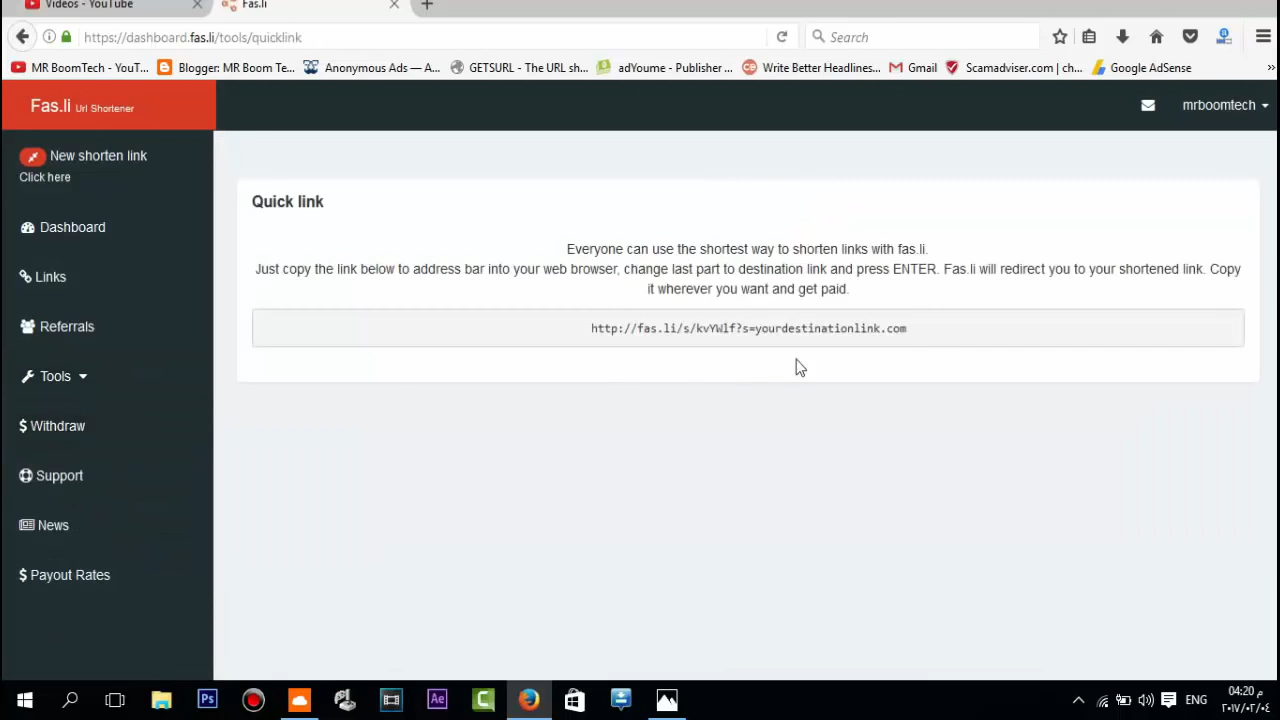 Videos - YouTube
Fas.li
https://dashboard.fas.li/tools/quicklink
Search
MR BoomTech - YouT...
Blogger: MR Boom Te...
Anonymous Ads — A...
GETSURL - The URL sh...
adYoume - Publisher ...
Write Better Headlines...
Gmail
Scamadviser.com | ch...
Google AdSense
Fas.li Url Shortener
mrboomtech
New shorten link
Click here
Dashboard
Links
Referrals
Tools
Withdraw
Support
News
Payout Rates
Quick link
Everyone can use the shortest way to shorten links with fas.li.
Just copy the link below to address bar into your web browser, change last part to destination link and press ENTER. Fas.li will redirect you to your shortened link. Copy
it wherever you want and get paid.
http://fas.li/s/kvYWlf?s=yourdestinationlink.com
Ps
Ae
ENG
04:20 م
٢٠١٧/٠٢/٠٤